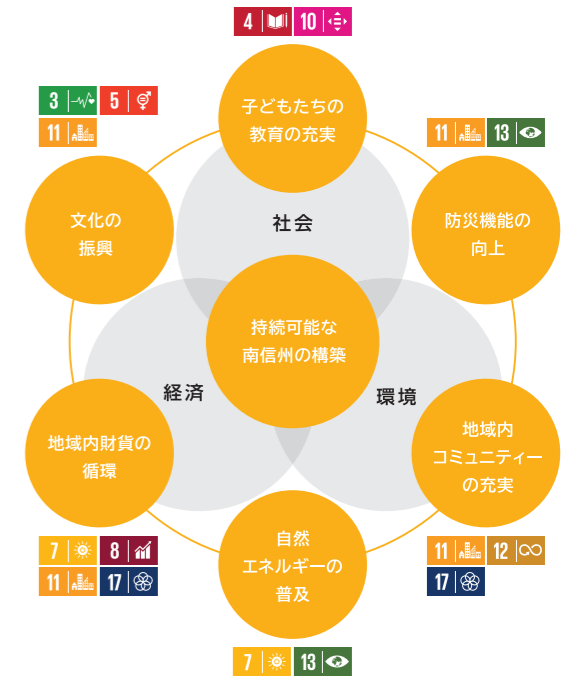 4 10
子どもたちの
教育の充実
3 5
11
文化の
振興
11 13
防災機能の
向上
社会
持続可能な
南信州の構築
経済
環境
地域内財貨の
循環
7 8
11 17
地域内
コミュニティー
の充実
11 12
17
自然
エネルギーの
普及
7 13